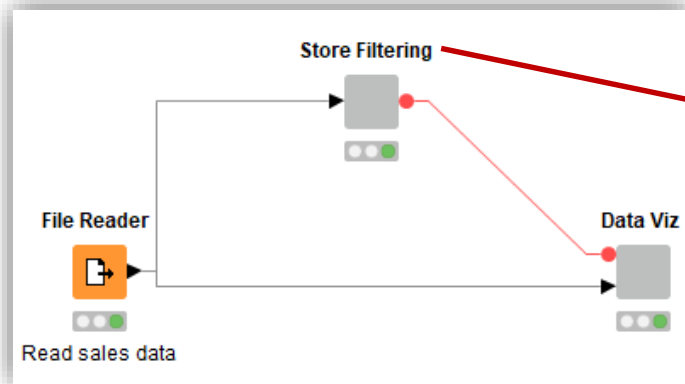 Store Filtering
File Reader
Data Viz
Read sales data